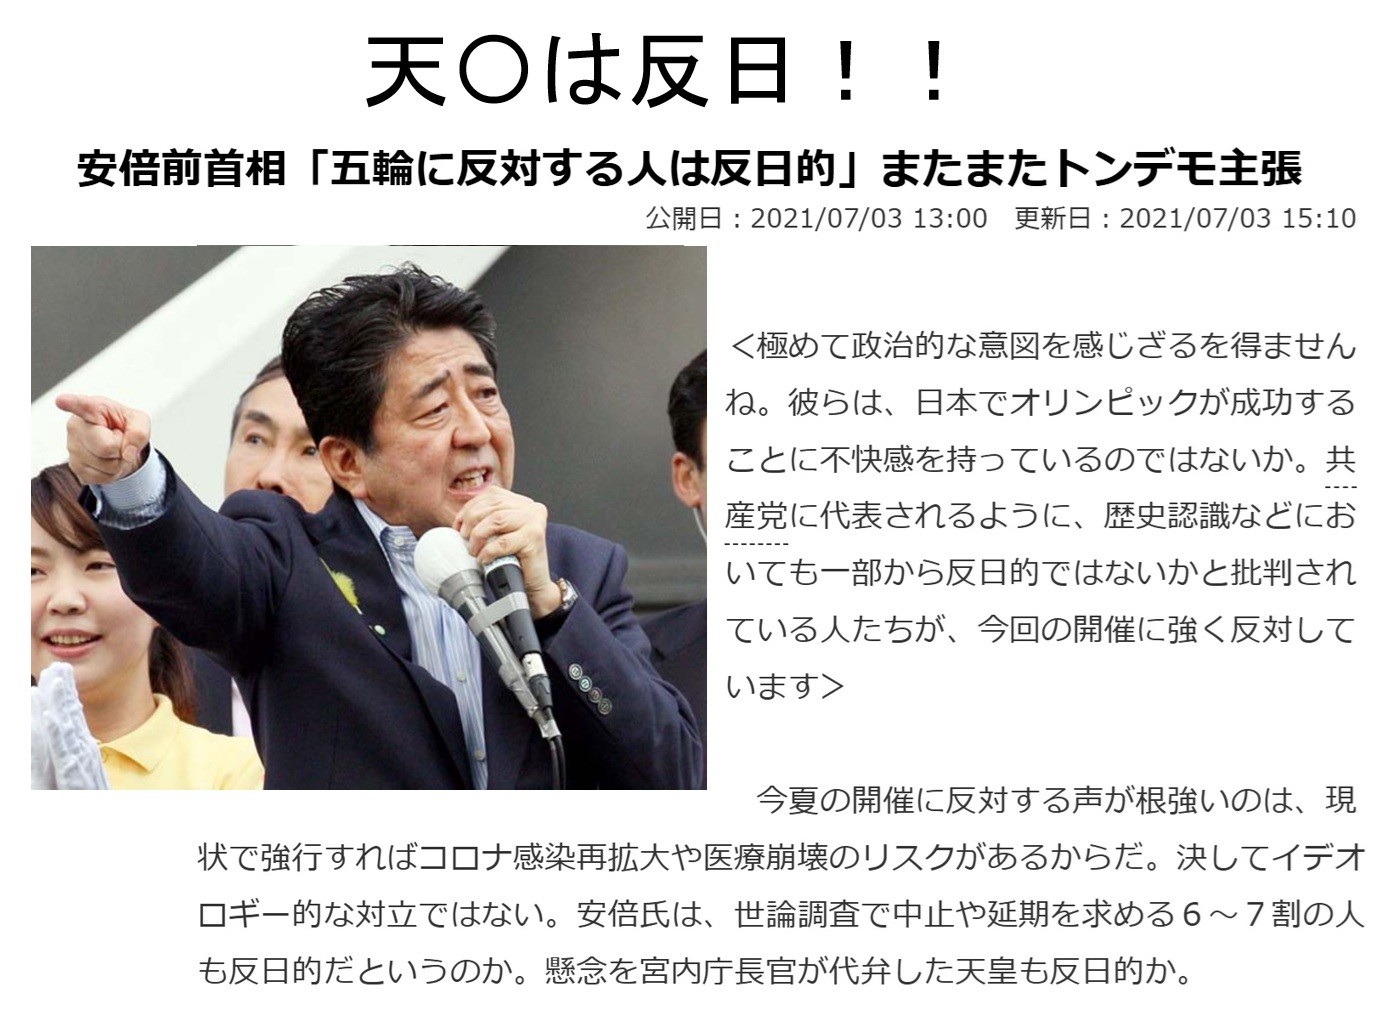 天〇は反日！！
安倍前首相「五輪に反対する人は反日的」またまたトンデモ主張
公開日：2021/07/03 13:00　更新日：2021/07/03 15:10
＜極めて政治的な意図を感じざるを得ません
ね。彼らは、日本でオリンピックが成功する
ことに不快感を持っているのではないか。共
産党に代表されるように、歴史認識などにお
いても一部から反日的ではないかと批判され
ている人たちが、今回の開催に強く反対して
います＞
今夏の開催に反対する声が根強いのは、現
状で強行すればコロナ感染再拡大や医療崩壊のリスクがあるからだ。決してイデオ
ロギー的な対立ではない。安倍氏は、世論調査で中止や延期を求める６〜７割の人
も反日的だというのか。懸念を宮内庁長官が代弁した天皇も反日的か。